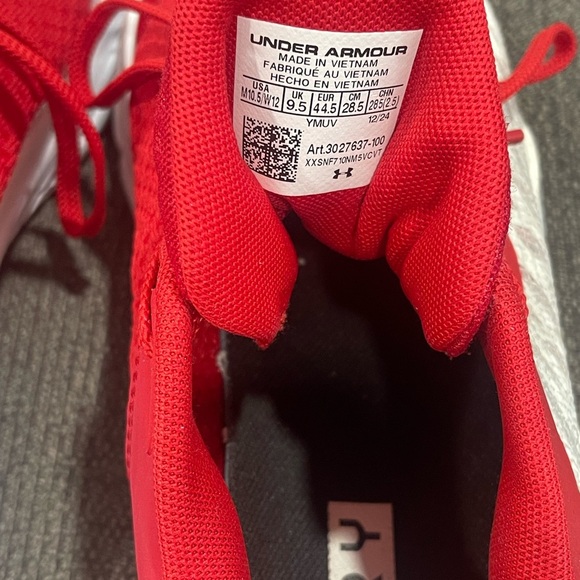 UNDER ARMOUR
MADE IN VIETNAM
FABRIQUÉ AU VIETNAM
HECHO EN VIETNAM
USA UK EUR CM CHN
M10.5/W12 9.5 44.5 28.5 285(2.5)
YMUV 12/24
Art.3027637-100
XXSNF710NM5VCVT
RY